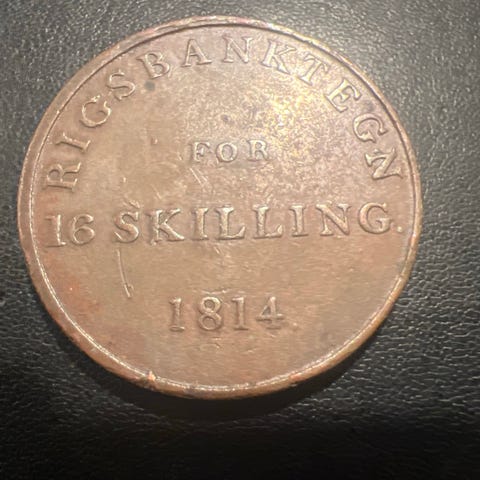 RIGSBANKTEGN
FOR
16 SKILLING.
1814.